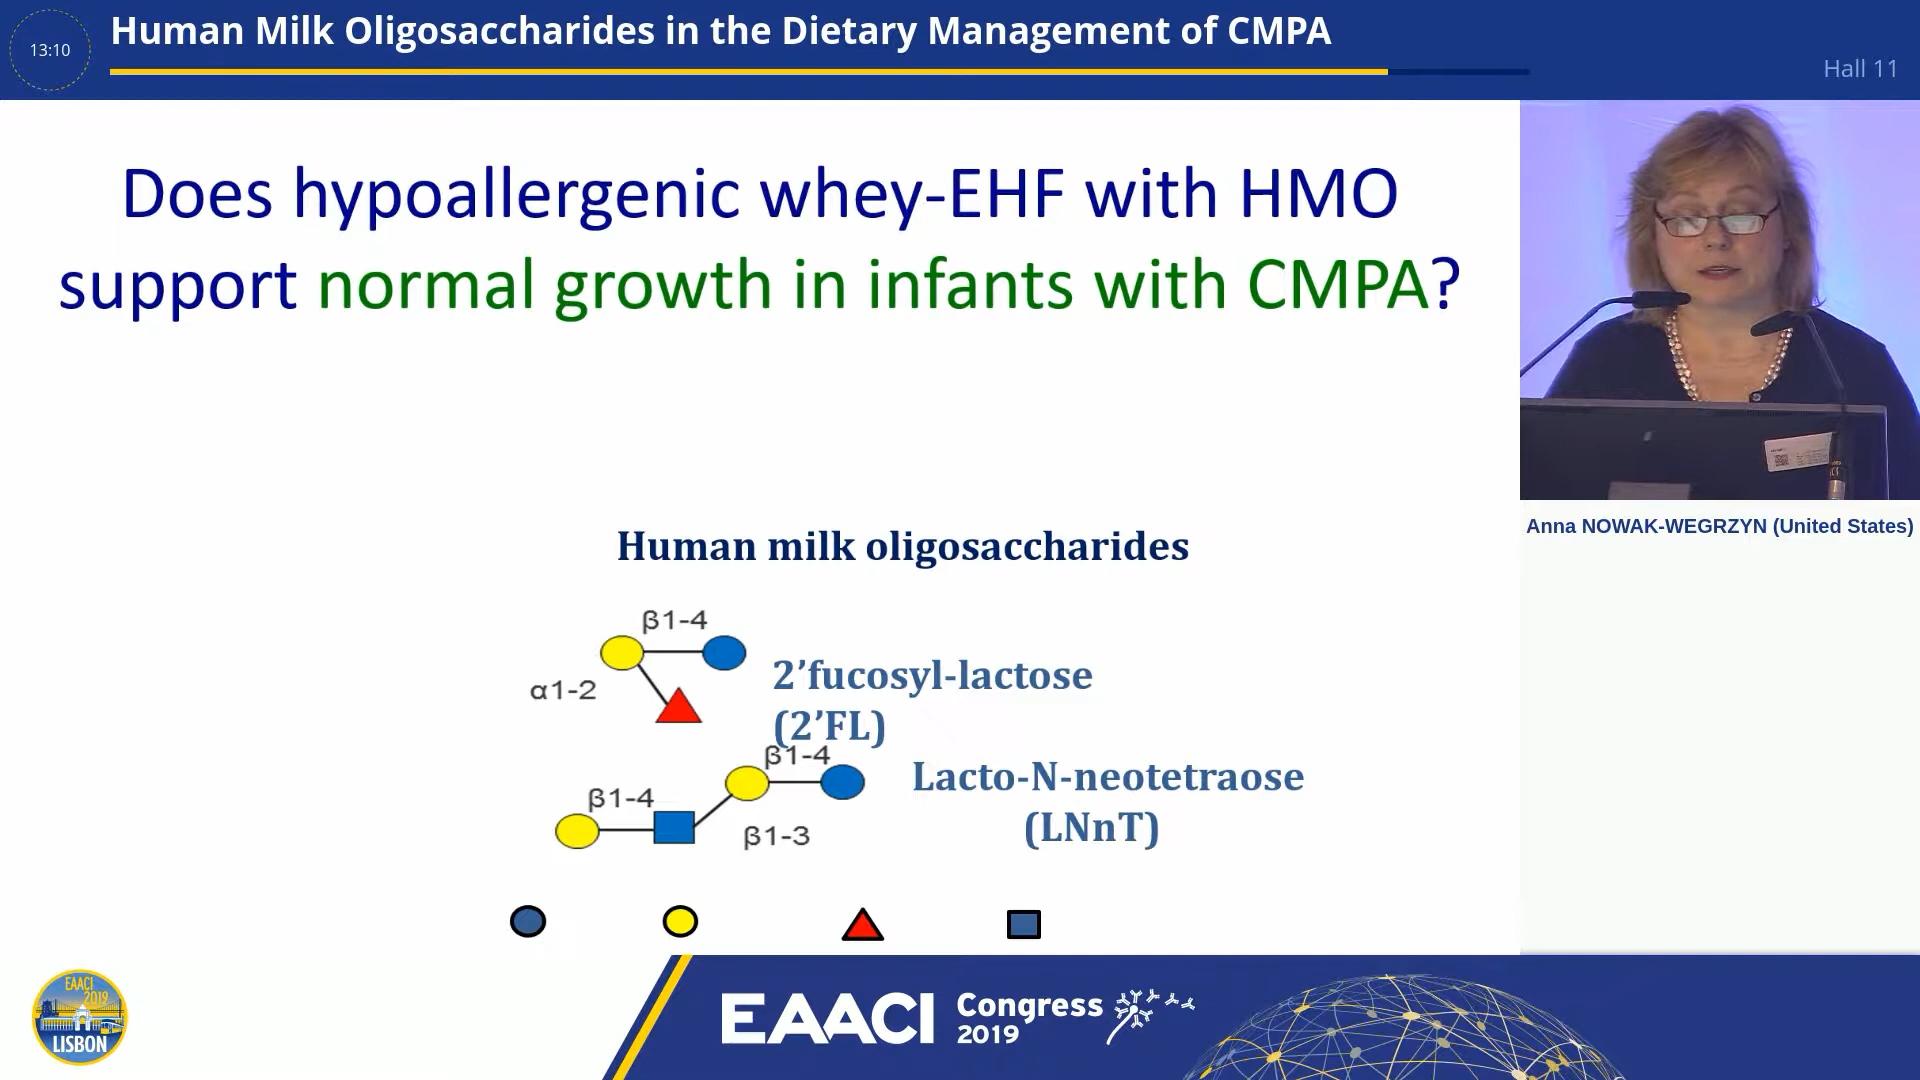 13:10
Human Milk Oligosaccharides in the Dietary Management of CMPA
Hall 11
Does hypoallergenic whey-EHF with HMO
support normal growth in infants with CMPA?
Anna NOWAK-WEGRZYN (United States)
Human milk oligosaccharides
β1-4
α1-2
2’fucosyl-lactose
(2’FL)
β1-4
β1-4
β1-3
Lacto-N-neotetraose
(LNnT)
EAACI
2019
LISBON
EAACI
Congress
2019